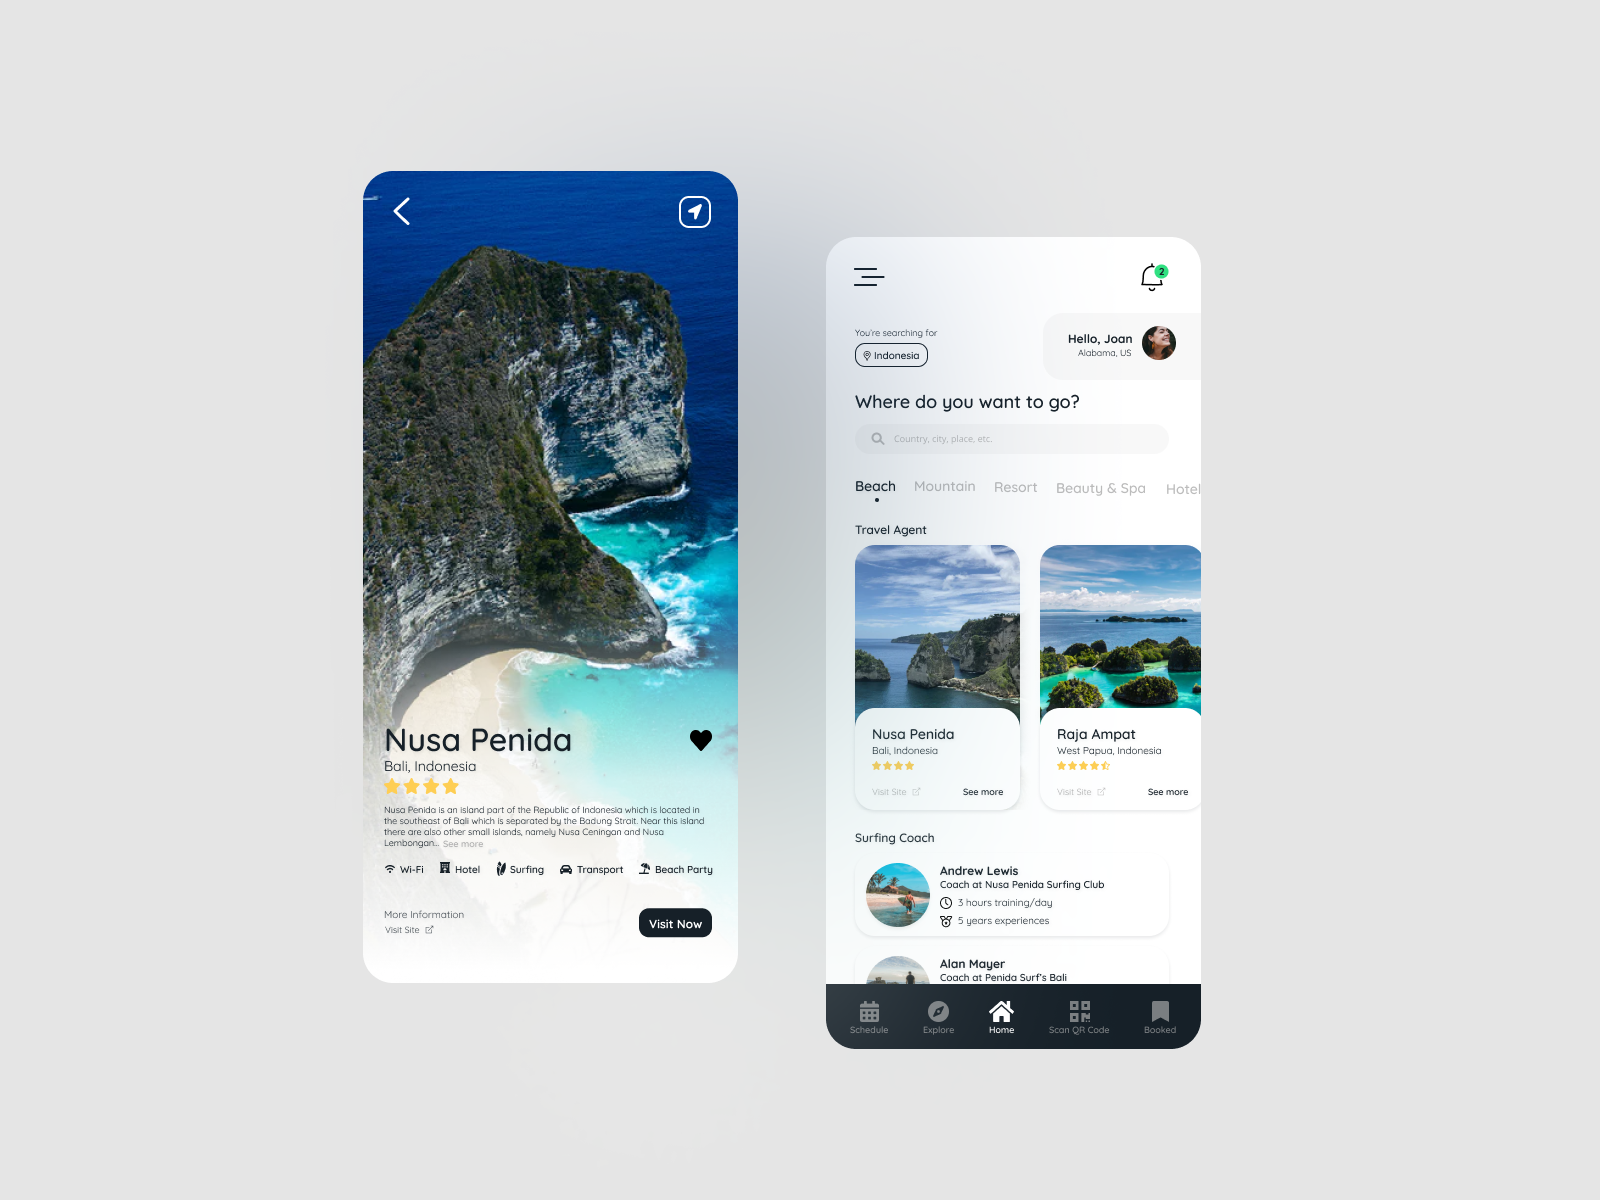 Nusa Penida
Bali, Indonesia
Nusa Penida is an island part of the Republic of Indonesia which is located in
the southeast of Bali which is separated by the Badung Strait. Near this island
there are also other small islands, namely Nusa Ceningan and Nusa
Lembongan... See more
Wi-Fi Hotel Surfing Transport Beach Party
More Information
Visit Site
Visit Now
2
You're searching for
Indonesia
Hello, Joan
Alabama, US
Where do you want to go?
Country, city, place, etc.
Beach Mountain Resort Beauty & Spa Hotel
Travel Agent
Nusa Penida
Bali, Indonesia
Visit Site See more
Raja Ampat
West Papua, Indonesia
Visit Site See more
Surfing Coach
Andrew Lewis
Coach at Nusa Penida Surfing Club
3 hours training/day
5 years experiences
Alan Mayer
Coach at Penida Surf's Bali
Schedule Explore Home Scan QR Code Booked